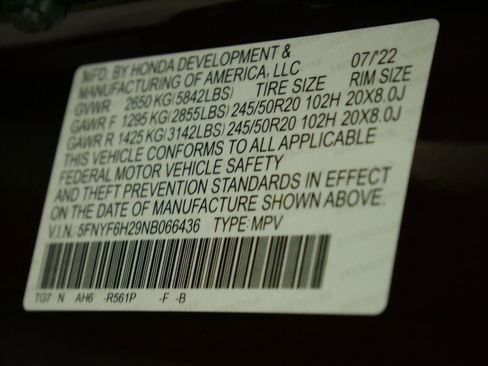 MFD. BY HONDA DEVELOPMENT &
MANUFACTURING OF AMERICA, LLC 07/'22
GVWR 2650 KG (5842LBS) TIRE SIZE RIM SIZE
GAWR F 1295 KG (2855LBS) 245/50R20 102H 20X8.0J
GAWR R 1425 KG (3142LBS) 245/50R20 102H 20X8.0J
THIS VEHICLE CONFORMS TO ALL APPLICABLE
FEDERAL MOTOR VEHICLE SAFETY
AND THEFT PREVENTION STANDARDS IN EFFECT
ON THE DATE OF MANUFACTURE SHOWN ABOVE.
V.I.N. 5FNYF6H29NB066436 TYPE: MPV
TG7 N AH6 -R561P -F -B